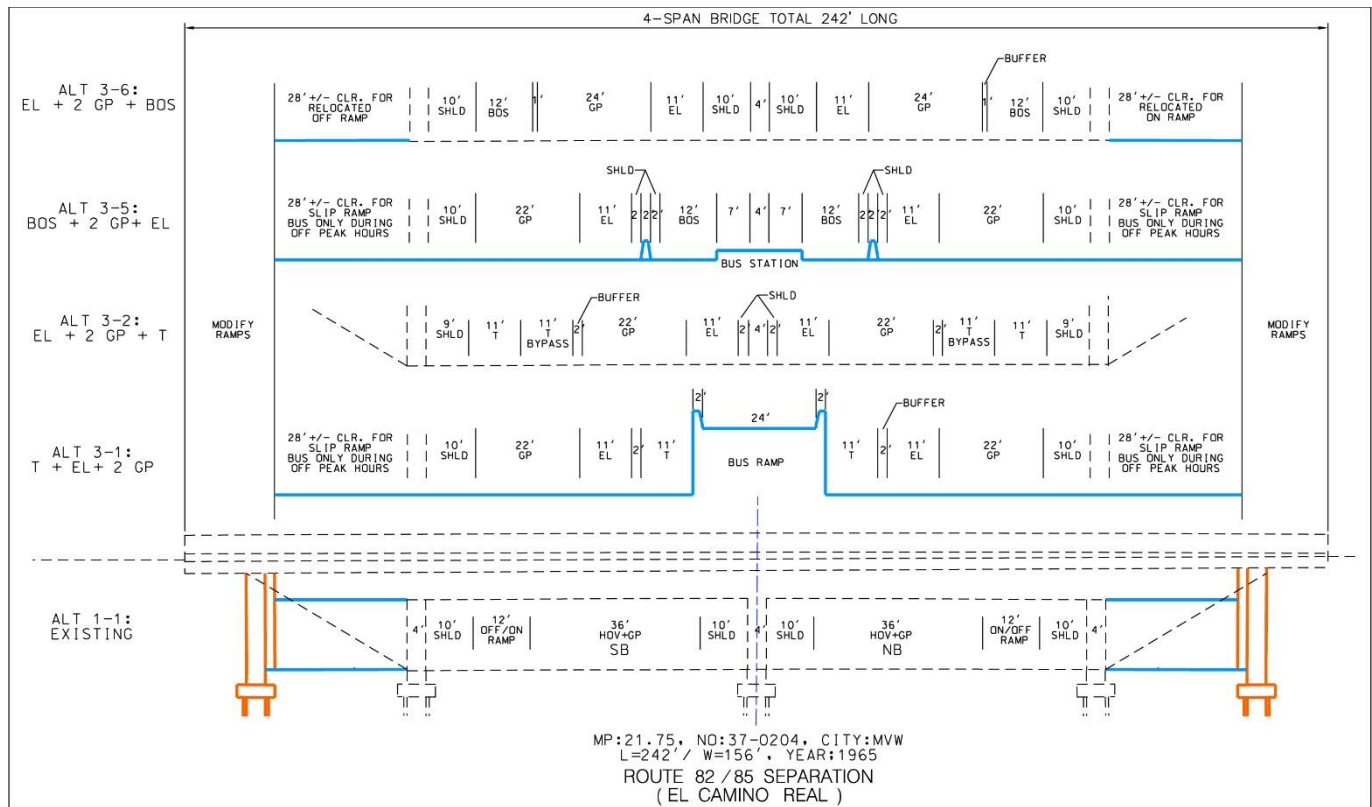 4-SPAN BRIDGE TOTAL 242' LONG
ALT 3-6:
EL + 2 GP + BOS
28'+/- CLR. FOR
RELOCATED
OFF RAMP
10'
SHLD
12'
BOS
1'
24'
GP
11'
EL
10'
SHLD
4'
10'
SHLD
11'
EL
24'
GP
BUFFER
1'
12'
BOS
10'
SHLD
28'+/- CLR. FOR
RELOCATED
ON RAMP
ALT 3-5:
BOS + 2 GP+ EL
28'+/- CLR. FOR
SLIP RAMP
BUS ONLY DURING
OFF PEAK HOURS
10'
SHLD
22'
GP
11'
EL
SHLD
2'
2'
2'
12'
BOS
7'
4'
7'
BUS STATION
12'
BOS
SHLD
2'
2'
2'
11'
EL
22'
GP
10'
SHLD
28'+/- CLR. FOR
SLIP RAMP
BUS ONLY DURING
OFF PEAK HOURS
ALT 3-2:
EL + 2 GP + T
MODIFY
RAMPS
9'
SHLD
11'
T
11'
T
BYPASS
BUFFER
2'
22'
GP
11'
EL
SHLD
2'
4'
2'
11'
EL
22'
GP
2'
11'
T
BYPASS
11'
T
9'
SHLD
MODIFY
RAMPS
ALT 3-1:
T + EL+ 2 GP
28'+/- CLR. FOR
SLIP RAMP
BUS ONLY DURING
OFF PEAK HOURS
10'
SHLD
22'
GP
11'
EL
2'
11'
T
2'
24'
2'
BUS RAMP
11'
T
BUFFER
2'
11'
EL
22'
GP
10'
SHLD
28'+/- CLR. FOR
SLIP RAMP
BUS ONLY DURING
OFF PEAK HOURS
ALT 1-1:
EXISTING
4'
10'
SHLD
12'
OFF/ON
RAMP
36'
HOV+GP
SB
10'
SHLD
4'
10'
SHLD
36'
HOV+GP
NB
12'
ON/OFF
RAMP
10'
SHLD
4'
MP:21.75, NO:37-0204, CITY:MVW
L=242'/ W=156', YEAR:1965
ROUTE 82 /85 SEPARATION
( EL CAMINO REAL )